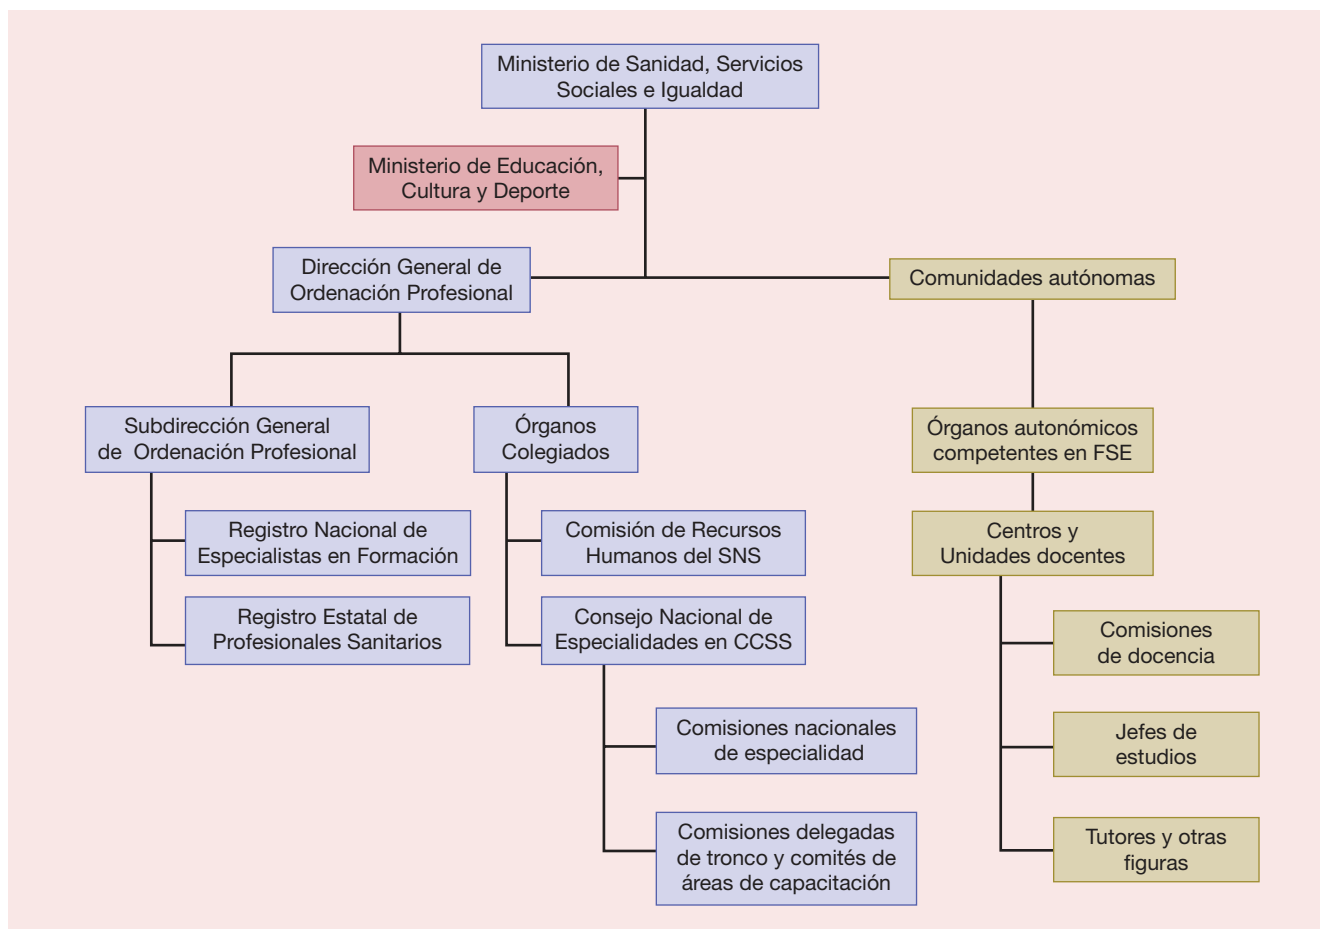 Ministerio de Sanidad, Servicios
Sociales e Igualdad
Ministerio de Educación,
Cultura y Deporte
Dirección General de
Ordenación Profesional
Comunidades autónomas
Subdirección General
de Ordenación Profesional
Órganos
Colegiados
Órganos autonómicos
competentes en FSE
Registro Nacional de
Especialistas en Formación
Comisión de Recursos
Humanos del SNS
Centros y
Unidades docentes
Registro Estatal de
Profesionales Sanitarios
Consejo Nacional de
Especialidades en CCSS
Comisiones
de docencia
Comisiones nacionales
de especialidad
Jefes de
estudios
Comisiones delegadas
de tronco y comités de
áreas de capacitación
Tutores y otras
figuras